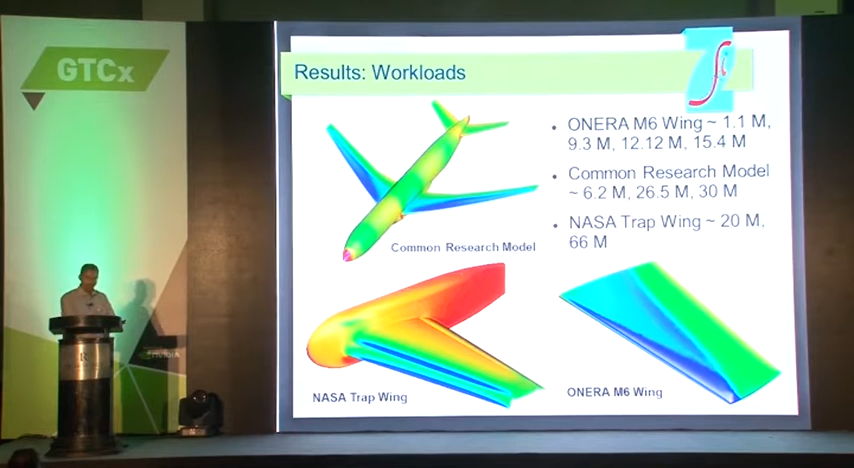 GTCx
Results: Workloads
ONERA M6 Wing ~ 1.1 M,
9.3 M, 12.12 M, 15.4 M
Common Research Model
~ 6.2 M, 26.5 M, 30 M
NASA Trap Wing ~ 20 M,
66 M
Common Research Model
NASA Trap Wing
ONERA M6 Wing
R
NVIDIA